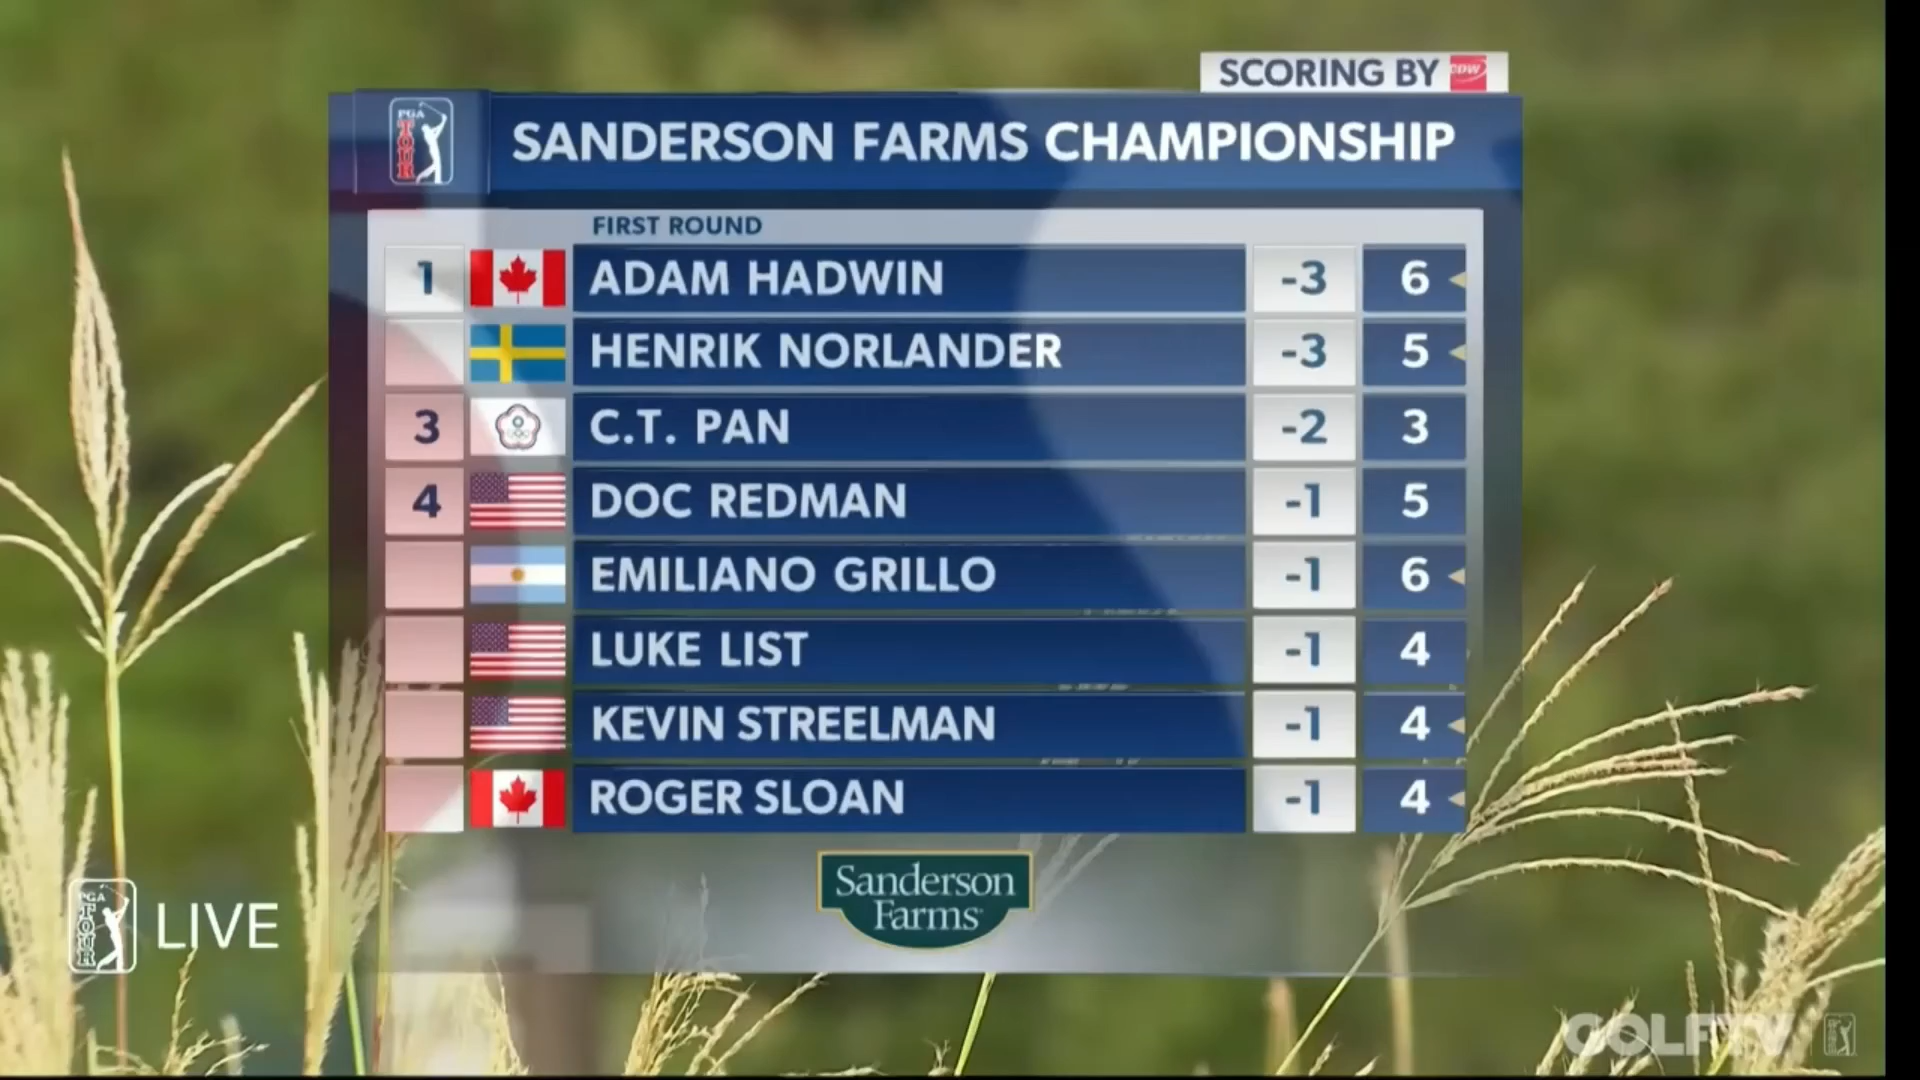 SCORING BY CDW
PGA TOUR
SANDERSON FARMS CHAMPIONSHIP
FIRST ROUND
1 ADAM HADWIN -3 6
HENRIK NORLANDER -3 5
3 C.T. PAN -2 3
4 DOC REDMAN -1 5
EMILIANO GRILLO -1 6
LUKE LIST -1 4
KEVIN STREELMAN -1 4
ROGER SLOAN -1 4
Sanderson
Farms
PGA TOUR LIVE
GOLFTV